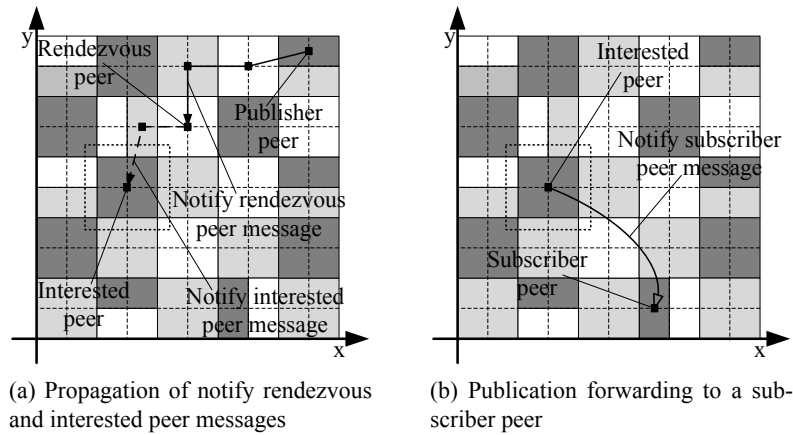 y
Rendezvous
peer
Publisher
peer
Notify rendezvous
peer message
Interested
peer
Notify interested
peer message
x
y
Interested
peer
Notify subscriber
peer message
Subscriber
peer
x
(a) Propagation of notify rendezvous
and interested peer messages
(b) Publication forwarding to a sub-
scriber peer